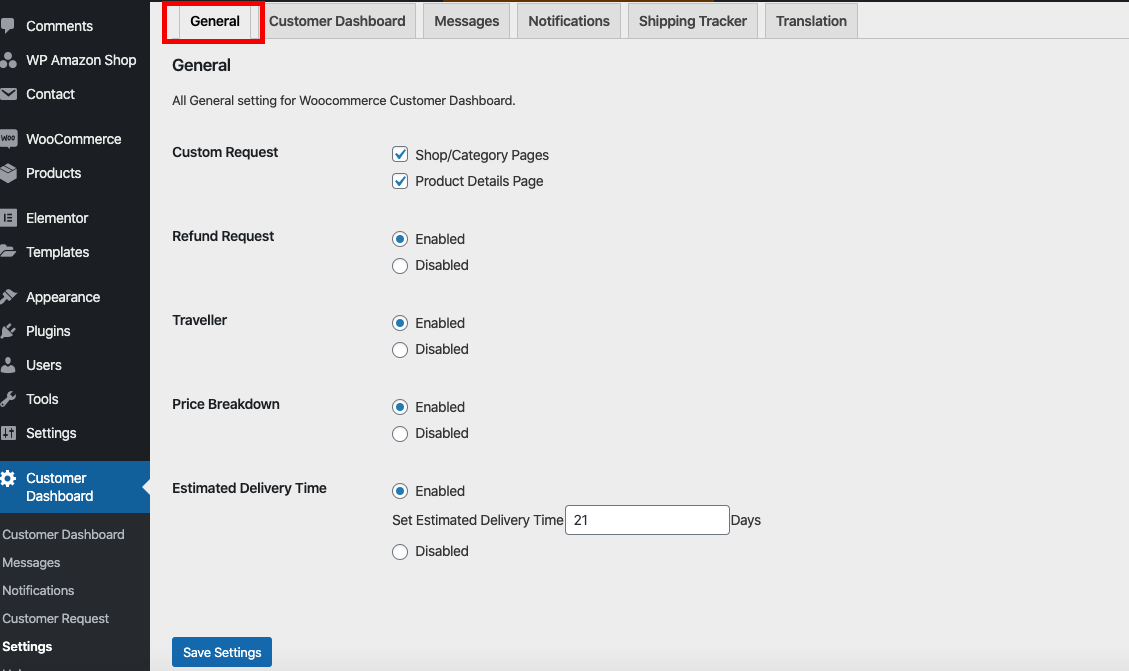 Comments
WP Amazon Shop
Contact
WOO
WooCommerce
Products
Elementor
Templates
Appearance
Plugins
Users
Tools
Settings
Customer
Dashboard
Customer Dashboard
Messages
Notifications
Customer Request
Settings
General
Customer Dashboard
Messages
Notifications
Shipping Tracker
Translation
General
All General setting for Woocommerce Customer Dashboard.
Custom Request
Shop/Category Pages
Product Details Page
Refund Request
Enabled
Disabled
Traveller
Enabled
Disabled
Price Breakdown
Enabled
Disabled
Estimated Delivery Time
Enabled
Set Estimated Delivery Time 21 Days
Disabled
Save Settings